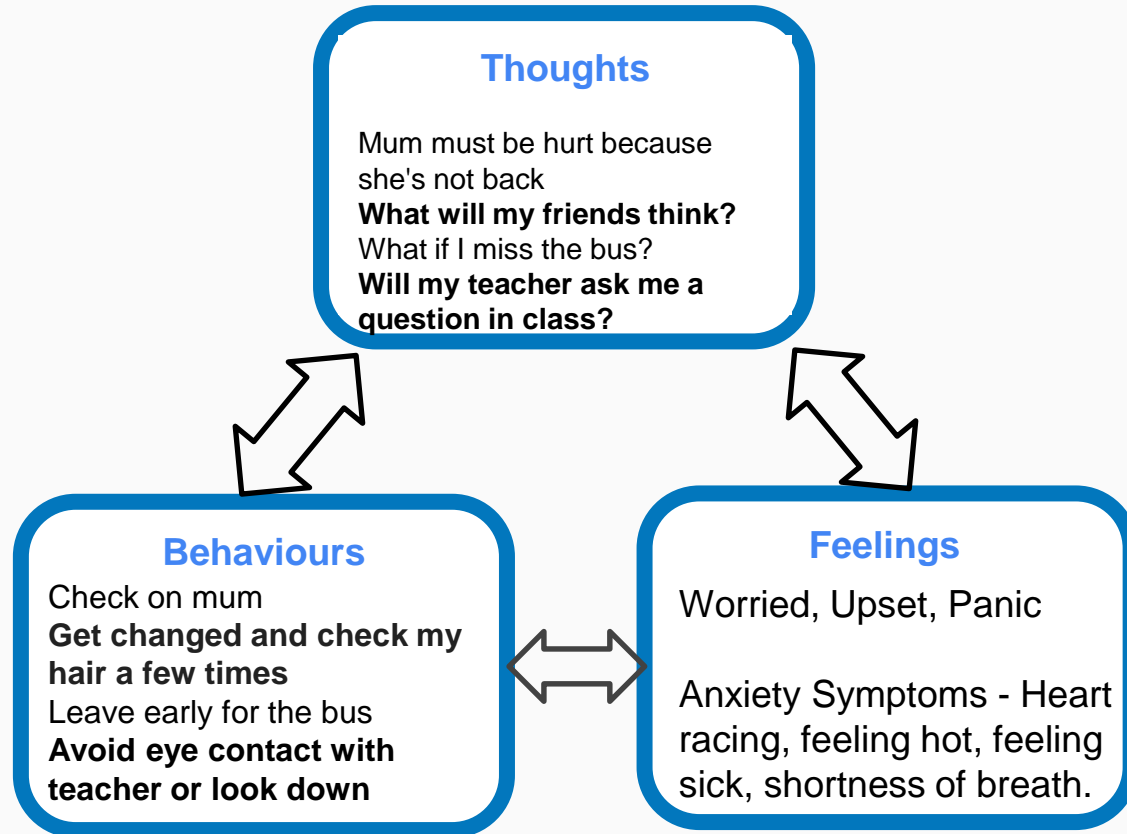 Thoughts
Mum must be hurt because
she's not back
What will my friends think?
What if I miss the bus?
Will my teacher ask me a
question in class?
Behaviours
Check on mum
Get changed and check my
hair a few times
Leave early for the bus
Avoid eye contact with
teacher or look down
Feelings
Worried, Upset, Panic
Anxiety Symptoms - Heart
racing, feeling hot, feeling
sick, shortness of breath.